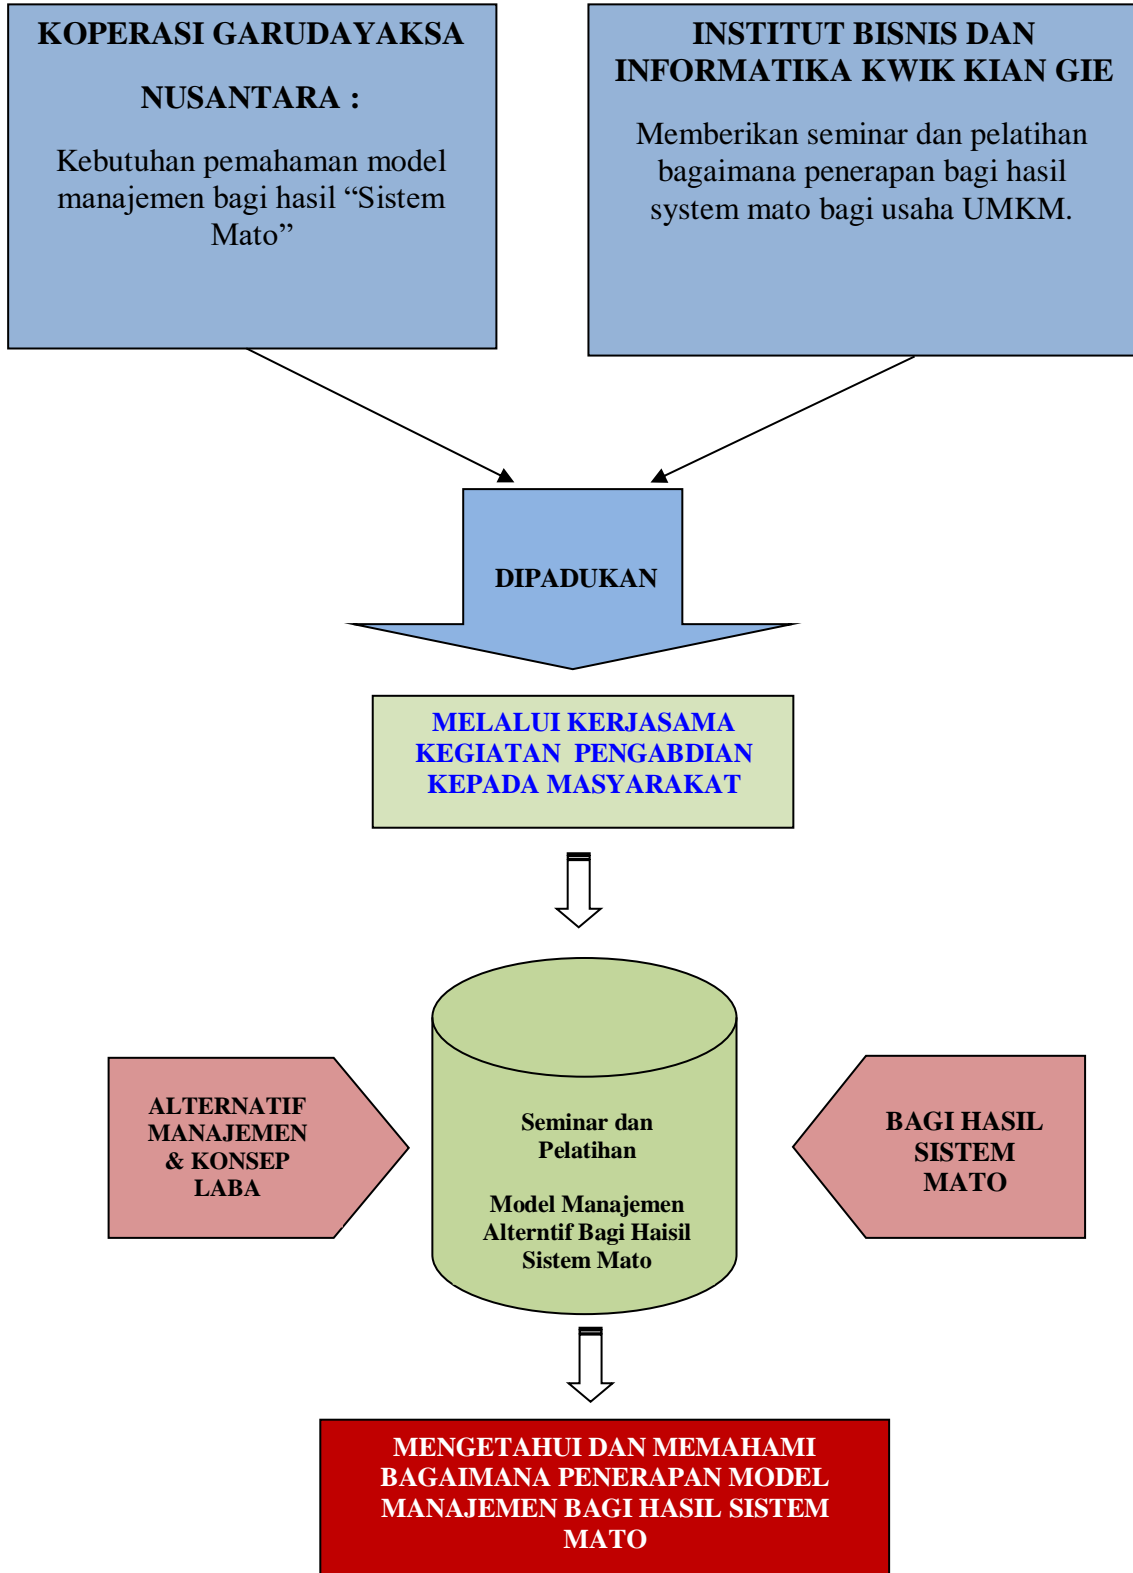 KOPERASI GARUDAYAKSA
NUSANTARA :
Kebutuhan pemahaman model
manajemen bagi hasil “Sistem
Mato”
INSTITUT BISNIS DAN
INFORMATIKA KWIK KIAN GIE
Memberikan seminar dan pelatihan
bagaimana penerapan bagi hasil
system mato bagi usaha UMKM.
DIPADUKAN
MELALUI KERJASAMA
KEGIATAN PENGABDIAN
KEPADA MASYARAKAT
ALTERNATIF
MANAJEMEN
& KONSEP
LABA
Seminar dan
Pelatihan
Model Manajemen
Alterntif Bagi Haisil
Sistem Mato
BAGI HASIL
SISTEM
MATO
MENGETAHUI DAN MEMAHAMI
BAGAIMANA PENERAPAN MODEL
MANAJEMEN BAGI HASIL SISTEM
MATO